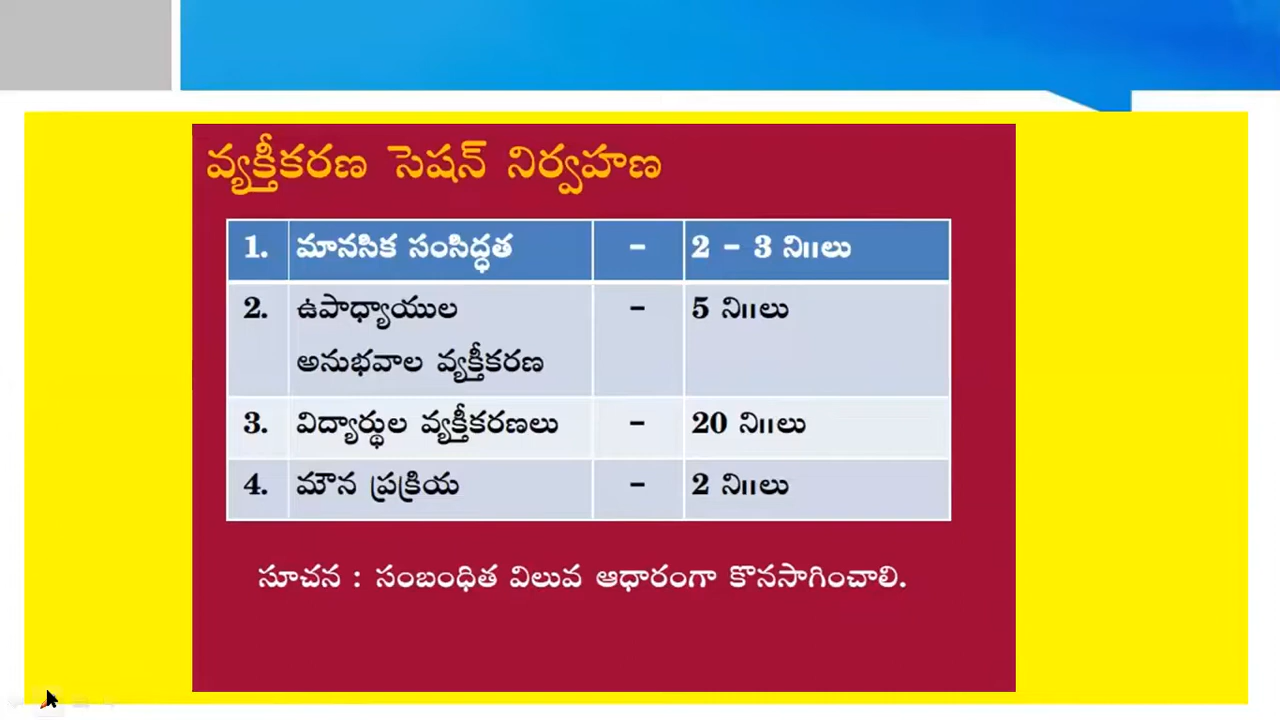 వ్యక్తీకరణ సెషన్ నిర్వహణ
1. మానసిక సంసిద్ధత - 2 - 3 ని॥లు
2. ఉపాధ్యాయుల - 5 ని॥లు
అనుభవాల వ్యక్తీకరణ
3. విద్యార్థుల వ్యక్తీకరణలు - 20 ని॥లు
4. మౌన ప్రక్రియ - 2 ని॥లు
సూచన : సంబంధిత విలువ ఆధారంగా కొనసాగించాలి.